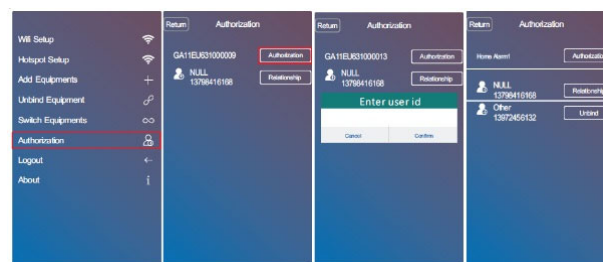 Wifi Setup
Hotspot Setup
Add Equipments
Unbind Equipment
Switch Equipments
Authorization
Logout
About
Return Authorization
GA11EU631000009 Authorization
NULL
13798416168 Relationship
Return Authorization
GA11EU631000013 Authorization
NULL
13798416168 Relationship
Enter user id
Cancel Confirm
Return Authorization
Home Alarm1 Authorizatio
NULL
13798416168 Relationship
Other
13972456132 Unbind